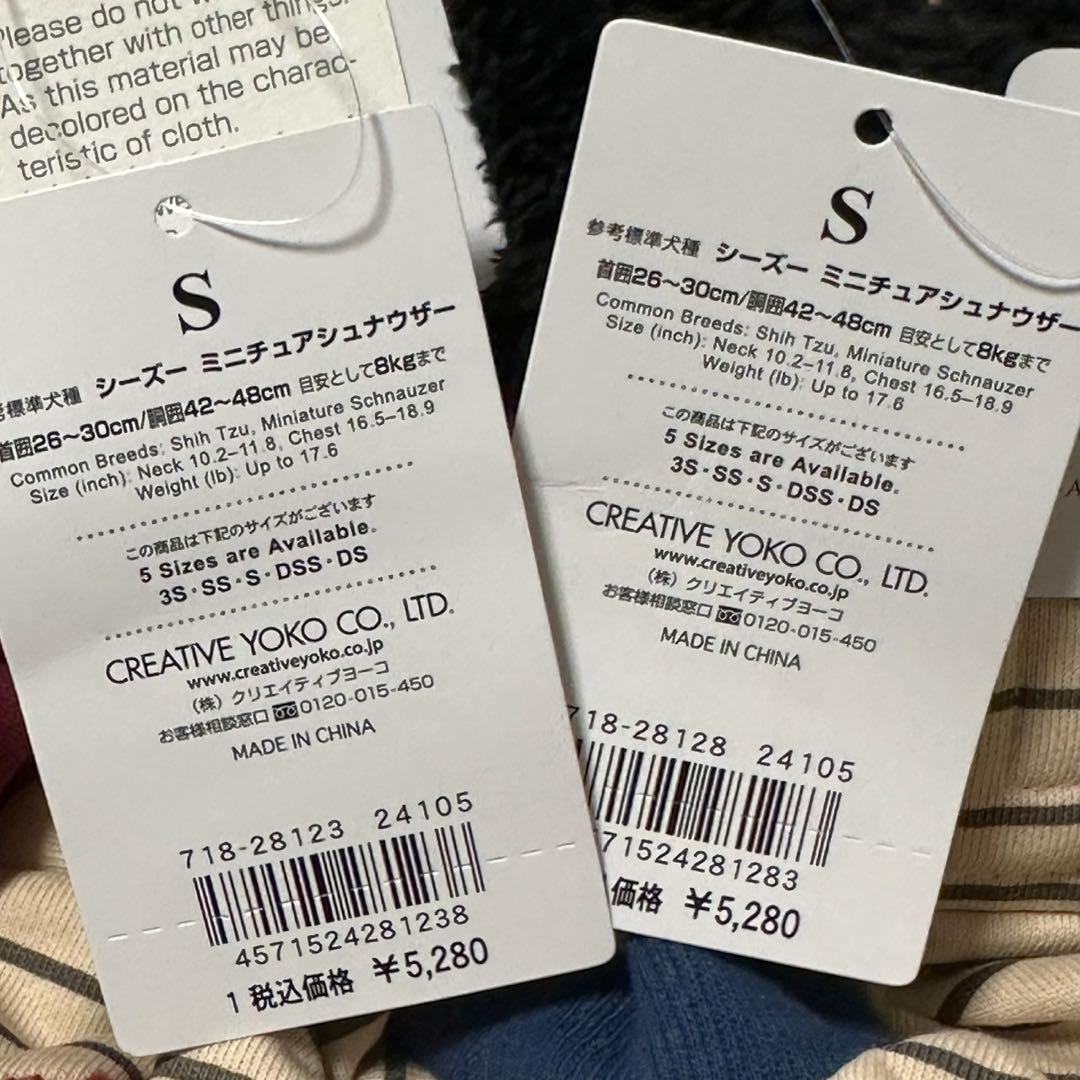 Please do not
together with other things.
As this material may be
decolored on the charac-
teristic of cloth.
S
参考標準犬種 シーズー ミニチュアシュナウザー
首囲26～30cm/胴囲42～48cm 目安として8kgまで
Common Breeds: Shih Tzu, Miniature Schnauzer
Size (inch): Neck 10.2–11.8, Chest 16.5–18.9
Weight (lb): Up to 17.6
この商品は下記のサイズがございます
5 Sizes are Available.
3S・SS・S・DSS・DS
CREATIVE YOKO CO., LTD.
www.creativeyoko.co.jp
(株) クリエイティブヨーコ
お客様相談窓口 0120-015-450
MADE IN CHINA
718-28123 24105
4571524281238
1 税込価格 ¥5,280
S
参考標準犬種 シーズー ミニチュアシュナウザー
首囲26～30cm/胴囲42～48cm 目安として8kgまで
Common Breeds: Shih Tzu, Miniature Schnauzer
Size (inch): Neck 10.2–11.8, Chest 16.5–18.9
Weight (lb): Up to 17.6
この商品は下記のサイズがございます
5 Sizes are Available.
3S・SS・S・DSS・DS
CREATIVE YOKO CO., LTD.
www.creativeyoko.co.jp
(株) クリエイティブヨーコ
お客様相談窓口 0120-015-450
MADE IN CHINA
718-28128 24105
71524281283
価格 ¥5,280